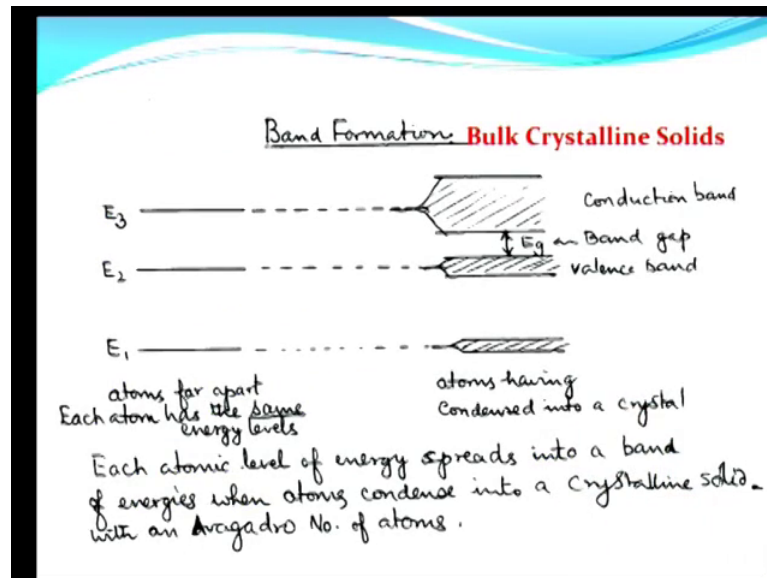 Band Formation. Bulk Crystalline Solids
Conduction band
E3
Eg Band gap
E2
valence band
E1
atoms far apart
Each atom has the same
energy levels
atoms having
Condensed into a crystal
Each atomic level of energy spreads into a band
of energies when atoms condense into a Crystalline solid.
with an Avagadro No. of atoms.